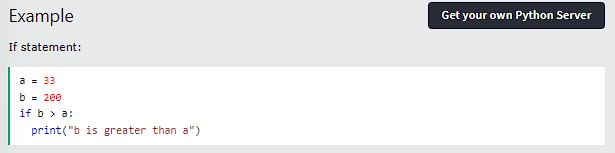 Example
Get your own Python Server
If statement:
a = 33
b = 200
if b > a:
  print("b is greater than a")